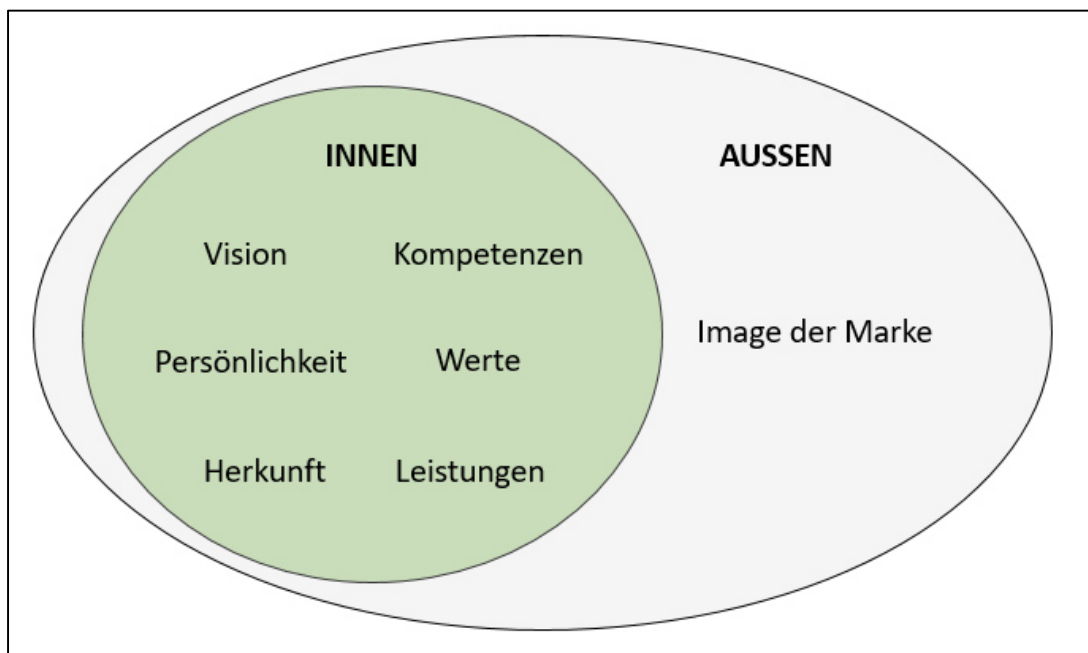 INNEN AUSSEN
Vision Kompetenzen
Image der Marke
Persönlichkeit Werte
Herkunft Leistungen